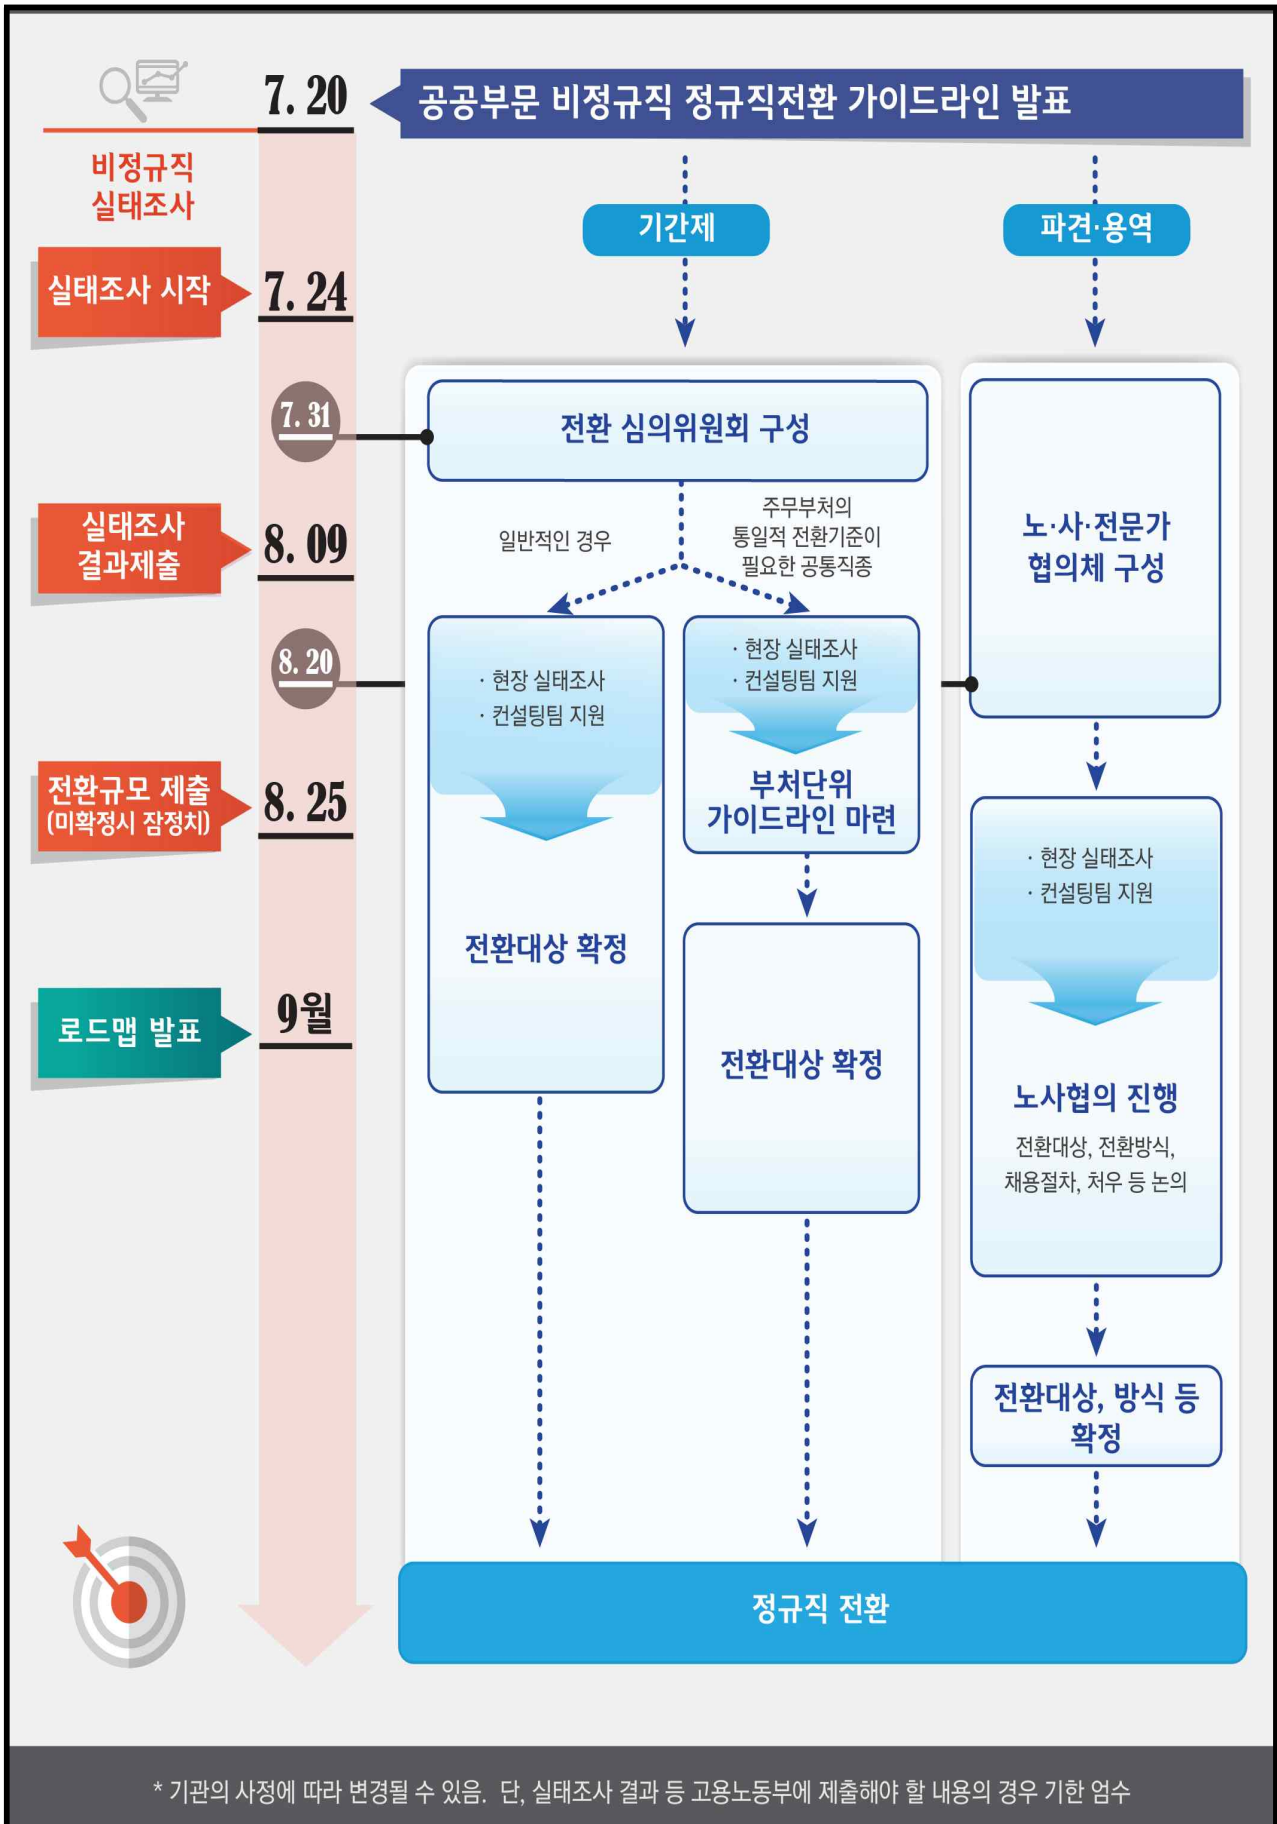 7. 20
공공부문 비정규직 정규직전환 가이드라인 발표
비정규직
실태조사
기간제
파견·용역
실태조사 시작
7. 24
7. 31
전환 심의위원회 구성
일반적인 경우
주무부처의
통일적 전환기준이
필요한 공통직종
노·사·전문가
협의체 구성
실태조사
결과제출
8. 09
8. 20
· 현장 실태조사
· 컨설팅팀 지원
· 현장 실태조사
· 컨설팅팀 지원
부처단위
가이드라인 마련
전환규모 제출
(미확정시 잠정치)
8. 25
· 현장 실태조사
· 컨설팅팀 지원
전환대상 확정
로드맵 발표
9월
전환대상 확정
노사협의 진행
전환대상, 전환방식,
채용절차, 처우 등 논의
전환대상, 방식 등
확정
정규직 전환
* 기관의 사정에 따라 변경될 수 있음. 단, 실태조사 결과 등 고용노동부에 제출해야 할 내용의 경우 기한 엄수